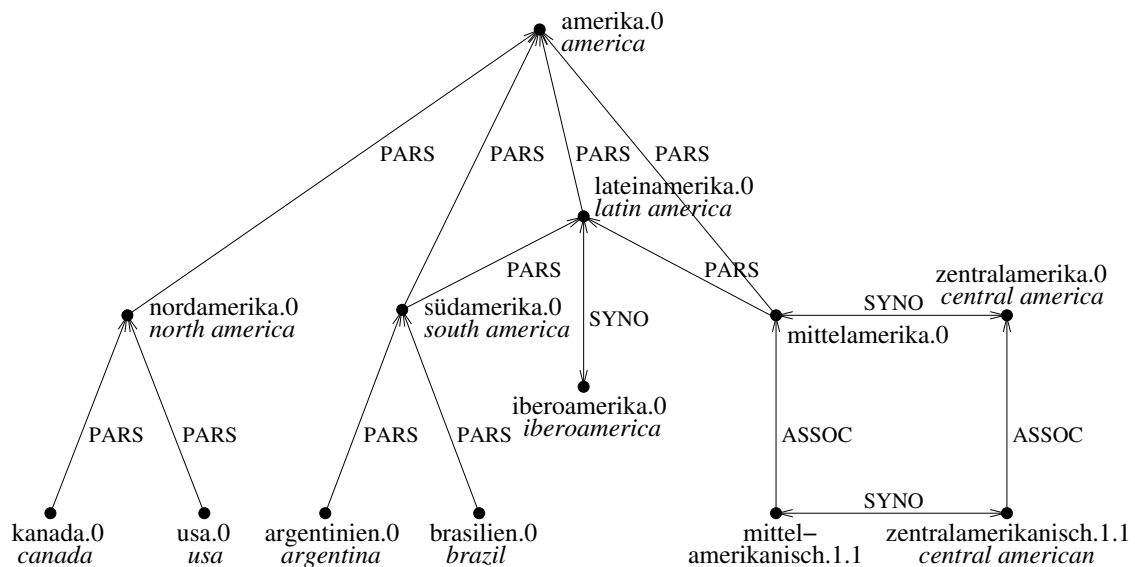 amerika.0
america
PARS
PARS
PARS
PARS
lateinamerika.0
latin america
PARS
PARS
nordamerika.0
north america
südamerika.0
south america
SYNO
zentralamerika.0
central america
SYNO
mittelamerika.0
iberoamerika.0
iberoamerica
PARS
PARS
PARS
PARS
ASSOC
ASSOC
SYNO
kanada.0
canada
usa.0
usa
argentinien.0
argentina
brasilien.0
brazil
mittel−
amerikanisch.1.1
zentralamerikanisch.1.1
central american